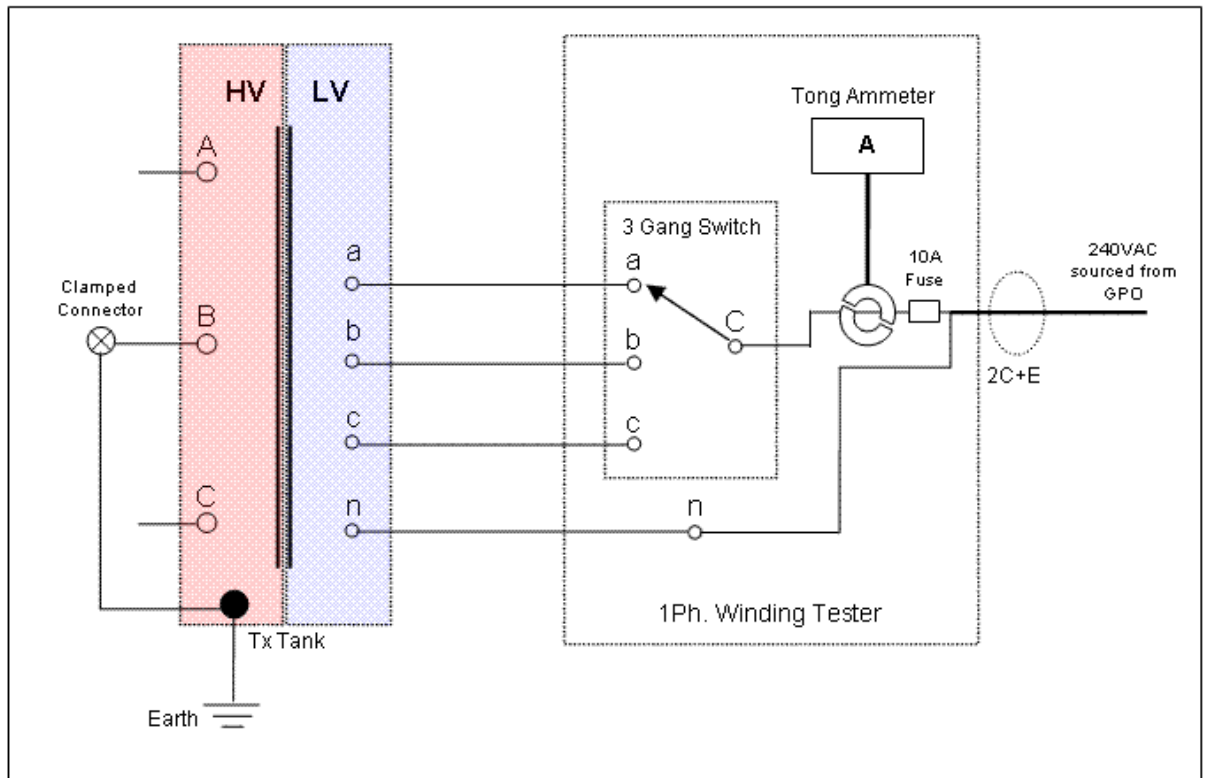 HV
LV
Tong Ammeter
A
A
3 Gang Switch
a
a
10A
Fuse
240VAC
sourced from
GPO
Clamped
Connector
B
b
b
C
2C+E
c
c
C
n
n
1Ph. Winding Tester
Tx Tank
Earth